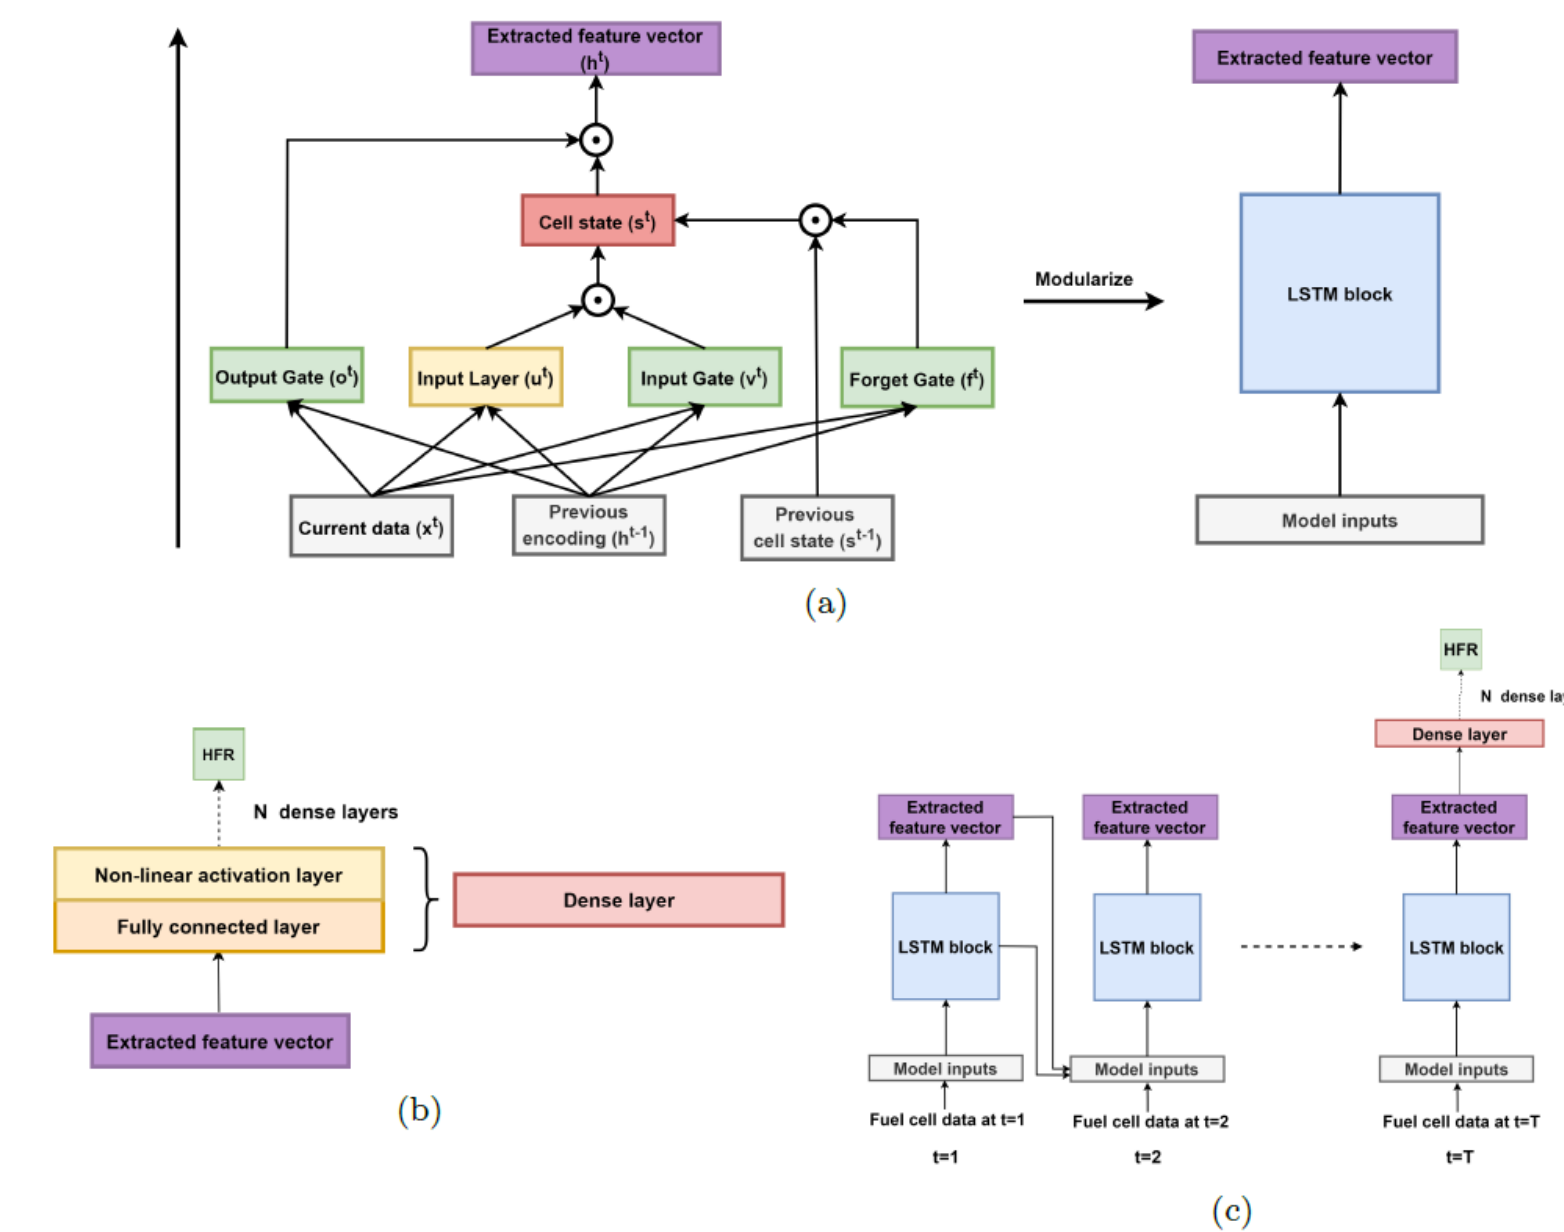 Extracted feature vector
(h^t)
Cell state (s^t)
Output Gate (o^t)
Input Layer (u^t)
Input Gate (v^t)
Forget Gate (f^t)
Current data (x^t)
Previous
encoding (h^t-1)
Previous
cell state (s^t-1)
Modularize
Extracted feature vector
LSTM block
Model inputs
(a)
HFR
N dense layers
Non-linear activation layer
Fully connected layer
Dense layer
Extracted feature vector
(b)
HFR
N dense la
Dense layer
Extracted
feature vector
Extracted
feature vector
Extracted
feature vector
LSTM block
LSTM block
LSTM block
Model inputs
Model inputs
Model inputs
Fuel cell data at t=1
Fuel cell data at t=2
Fuel cell data at t=T
t=1
t=2
t=T
(c)